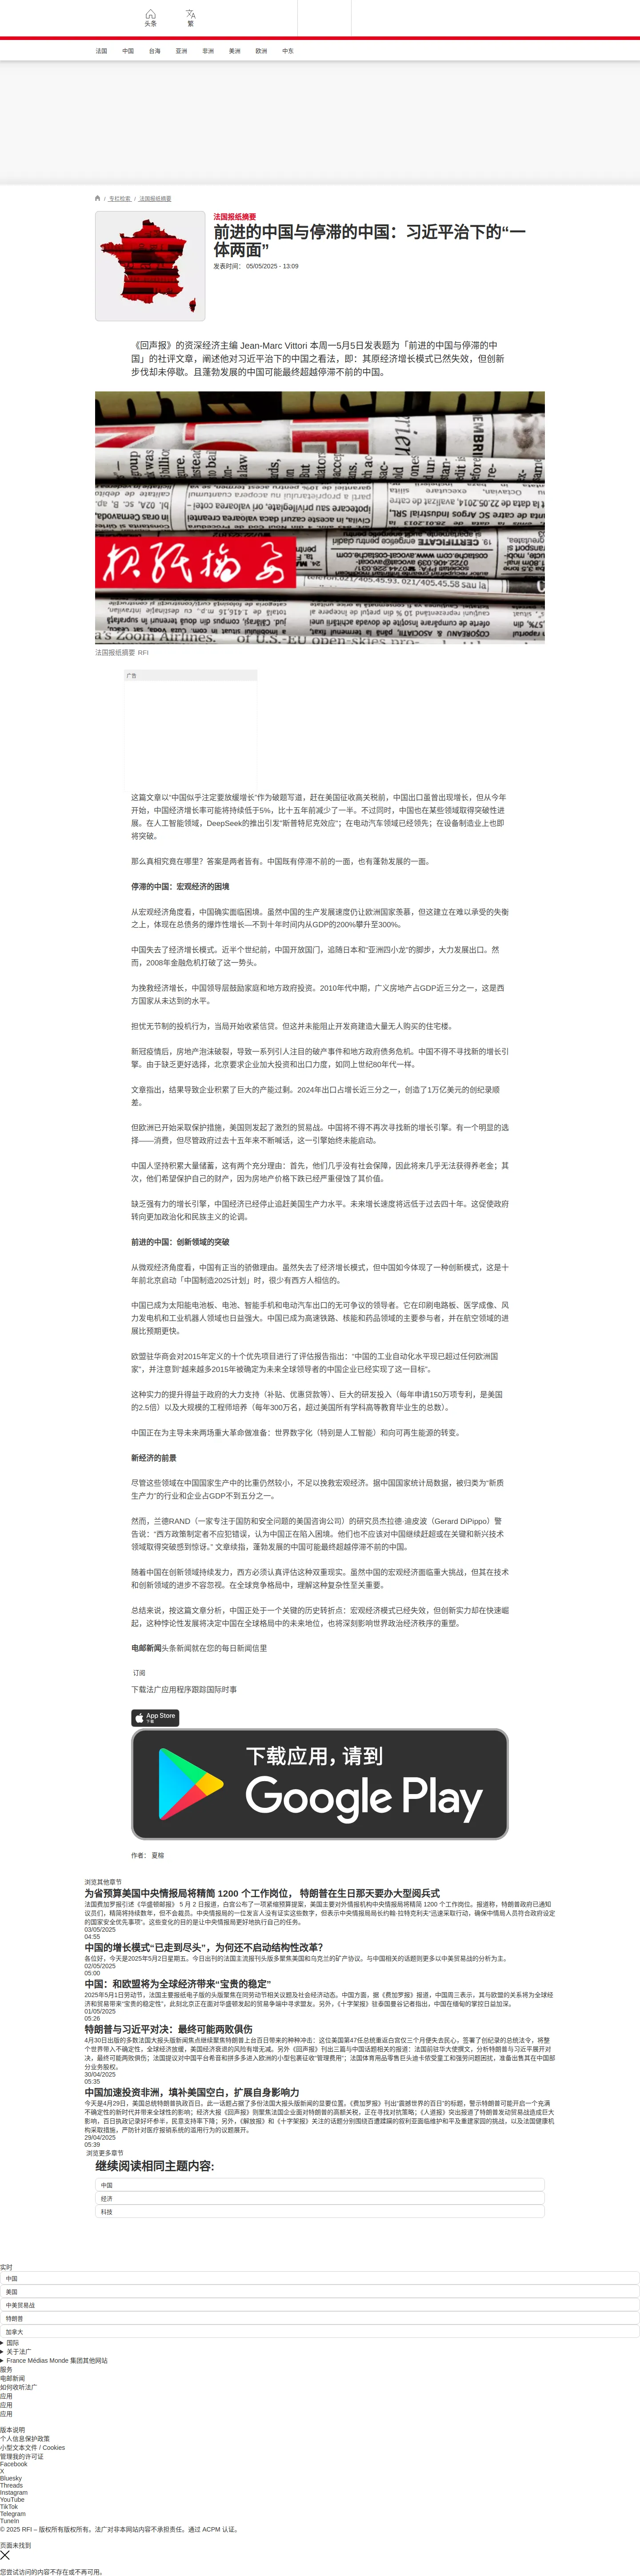 头条
繁
法国
中国
台海
亚洲
非洲
美洲
欧洲
中东
/ 专栏检索 / 法国报纸摘要
法国报纸摘要
前进的中国与停滞的中国：习近平治下的“一
体两面”
发表时间： 05/05/2025 - 13:09
《回声报》的资深经济主编 Jean-Marc Vittori 本周一5月5日发表题为「前进的中国与停滞的中
国」的社评文章，阐述他对习近平治下的中国之看法，即：其原经济增长模式已然失效，但创新
步伐却未停歇。且蓬勃发展的中国可能最终超越停滞不前的中国。
法国报纸摘要 RFI
广告
这篇文章以“中国似乎注定要放缓增长”作为破题写道，赶在美国征收高关税前，中国出口虽曾出现增长，但从今年
开始，中国经济增长率可能将持续低于5%，比十五年前减少了一半。不过同时，中国也在某些领域取得突破性进
展。在人工智能领域，DeepSeek的推出引发“斯普特尼克效应”；在电动汽车领域已经领先；在设备制造业上也即
将突破。
那么真相究竟在哪里？答案是两者皆有。中国既有停滞不前的一面，也有蓬勃发展的一面。
停滞的中国：宏观经济的困境
从宏观经济角度看，中国确实面临困境。虽然中国的生产发展速度仍让欧洲国家羡慕，但这建立在难以承受的失衡
之上，体现在总债务的爆炸性增长—不到十年时间内从GDP的200%攀升至300%。
中国失去了经济增长模式。近半个世纪前，中国开放国门，追随日本和“亚洲四小龙”的脚步，大力发展出口。然
而，2008年金融危机打破了这一势头。
为挽救经济增长，中国领导层鼓励家庭和地方政府投资。2010年代中期，广义房地产占GDP近三分之一，这是西
方国家从未达到的水平。
担忧无节制的投机行为，当局开始收紧信贷。但这并未能阻止开发商建造大量无人购买的住宅楼。
新冠疫情后，房地产泡沫破裂，导致一系列引人注目的破产事件和地方政府债务危机。中国不得不寻找新的增长引
擎。由于缺乏更好选择，北京要求企业加大投资和出口力度，如同上世纪80年代一样。
文章指出，结果导致企业积累了巨大的产能过剩。2024年出口占增长近三分之一，创造了1万亿美元的创纪录顺
差。
但欧洲已开始采取保护措施，美国则发起了激烈的贸易战。中国将不得不再次寻找新的增长引擎。有一个明显的选
择——消费，但尽管政府过去十五年来不断喊话，这一引擎始终未能启动。
中国人坚持积累大量储蓄，这有两个充分理由：首先，他们几乎没有社会保障，因此将来几乎无法获得养老金；其
次，他们希望保护自己的财产，因为房地产价格下跌已经严重侵蚀了其价值。
缺乏强有力的增长引擎，中国经济已经停止追赶美国生产力水平。未来增长速度将远低于过去四十年。这促使政府
转向更加政治化和民族主义的论调。
前进的中国：创新领域的突破
从微观经济角度看，中国有正当的骄傲理由。虽然失去了经济增长模式，但中国如今体现了一种创新模式，这是十
年前北京启动「中国制造2025计划」时，很少有西方人相信的。
中国已成为太阳能电池板、电池、智能手机和电动汽车出口的无可争议的领导者。它在印刷电路板、医学成像、风
力发电机和工业机器人领域也日益强大。中国已成为高速铁路、核能和药品领域的主要参与者，并在航空领域的进
展比预期更快。
欧盟驻华商会对2015年定义的十个优先项目进行了评估报告指出：“中国的工业自动化水平现已超过任何欧洲国
家”，并注意到“越来越多2015年被确定为未来全球领导者的中国企业已经实现了这一目标”。
这种实力的提升得益于政府的大力支持（补贴、优惠贷款等）、巨大的研发投入（每年申请150万项专利，是美国
的2.5倍）以及大规模的工程师培养（每年300万名，超过美国所有学科高等教育毕业生的总数）。
中国正在为主导未来两场重大革命做准备：世界数字化（特别是人工智能）和向可再生能源的转变。
新经济的前景
尽管这些领域在中国国家生产中的比重仍然较小，不足以挽救宏观经济。据中国国家统计局数据，被归类为“新质
生产力”的行业和企业占GDP不到五分之一。
然而，兰德RAND（一家专注于国防和安全问题的美国咨询公司）的研究员杰拉德·迪皮波（Gerard DiPippo）警
告说：“西方政策制定者不应犯错误，认为中国正在陷入困境。他们也不应该对中国继续赶超或在关键和新兴技术
领域取得突破感到惊讶。” 文章续指，蓬勃发展的中国可能最终超越停滞不前的中国。
随着中国在创新领域持续发力，西方必须认真评估这种双重现实。虽然中国的宏观经济面临重大挑战，但其在技术
和创新领域的进步不容忽视。在全球竞争格局中，理解这种复杂性至关重要。
总结来说，按这篇文章分析，中国正处于一个关键的历史转折点：宏观经济模式已经失效，但创新实力却在快速崛
起，这种悖论性发展将决定中国在全球格局中的未来地位，也将深刻影响世界政治经济秩序的重塑。
电邮新闻头条新闻就在您的每日新闻信里
订阅
下载法广应用程序跟踪国际时事
App Store
下载
下载应用，请到
Google Play
作者： 夏榕
浏览其他章节
为省预算美国中央情报局将精简 1200 个工作岗位， 特朗普在生日那天要办大型阅兵式
法国费加罗报引述《华盛顿邮报》 5 月 2 日报道，白宫公布了一项紧缩预算提案，美国主要对外情报机构中央情报局将精简 1200 个工作岗位。报道称，特朗普政府已通知
议员们，精简将持续数年，但不会裁员。中央情报局的一位发言人没有证实这些数字，但表示中央情报局局长约翰·拉特克利夫“迅速采取行动，确保中情局人员符合政府设定
的国家安全优先事项”。这些变化的目的是让中央情报局更好地执行自己的任务。
03/05/2025
04:55
中国的增长模式“已走到尽头”，为何还不启动结构性改革？
各位好，今天是2025年5月2日星期五。今日出刊的法国主流报刊头版多聚焦美国和乌克兰的矿产协议。与中国相关的话题则更多以中美贸易战的分析为主。
02/05/2025
05:00
中国：和欧盟将为全球经济带来“宝贵的稳定”
2025年5月1日劳动节，法国主要报纸电子版的头版聚焦在同劳动节相关议题及社会经济动态。中国方面，据《费加罗报》报道，中国周三表示，其与欧盟的关系将为全球经
济和贸易带来“宝贵的稳定性”，此刻北京正在面对华盛顿发起的贸易争端中寻求盟友。另外，《十字架报》驻泰国曼谷记者指出，中国在缅甸的掌控日益加深。
01/05/2025
05:26
特朗普与习近平对决：最终可能两败俱伤
4月30日出版的多数法国大报头版新闻焦点继续聚焦特朗普上台百日带来的种种冲击：这位美国第47任总统重返白宫仅三个月便失去民心，签署了创纪录的总统法令，将整
个世界带入不确定性。全球经济放缓，美国经济衰退的风险有增无减。另外《回声报》刊出三篇与中国话题相关的报道：法国前驻华大使撰文，分析特朗普与习近平展开对
决，最终可能两败俱伤；法国提议对中国平台希音和拼多多进入欧洲的小型包裹征收“管理费用”；法国体育用品零售巨头迪卡侬受童工和强劳问题困扰，准备出售其在中国部
分业务股权。
30/04/2025
05:35
中国加速投资非洲，填补美国空白，扩展自身影响力
今天是4月29日，美国总统特朗普执政百日。此一话题占据了多份法国大报头版新闻的显要位置。《费加罗报》刊出“震撼世界的百日”的标题，警示特朗普可能开启一个充满
不确定性的新时代并带来全球性的影响；经济大报《回声报》则聚焦法国企业面对特朗普的高额关税，正在寻找对抗策略；《人道报》突出报道了特朗普发动贸易战造成巨大
影响，百日执政记录好坏参半，民意支持率下降；另外，《解放报》和《十字架报》关注的话题分别围绕百遭蹂躏的叙利亚面临维护和平及重建家园的挑战，以及法国健康机
构采取措施，严防针对医疗报销系统的滥用行为的议题展开。
29/04/2025
05:39
浏览更多章节
继续阅读相同主题内容:
中国
经济
科技
实时
中国
美国
中美贸易战
特朗普
加拿大
国际
关于法广
France Médias Monde 集团其他网站
服务
电邮新闻
如何收听法广
应用
应用
应用
版本说明
个人信息保护政策
小型文本文件 / Cookies
管理我的许可证
Facebook
X
Bluesky
Threads
Instagram
YouTube
TikTok
Telegram
TuneIn
© 2025 RFI – 版权所有版权所有。法广对非本网站内容不承担责任。通过 ACPM 认证。
页面未找到
您尝试访问的内容不存在或不再可用。